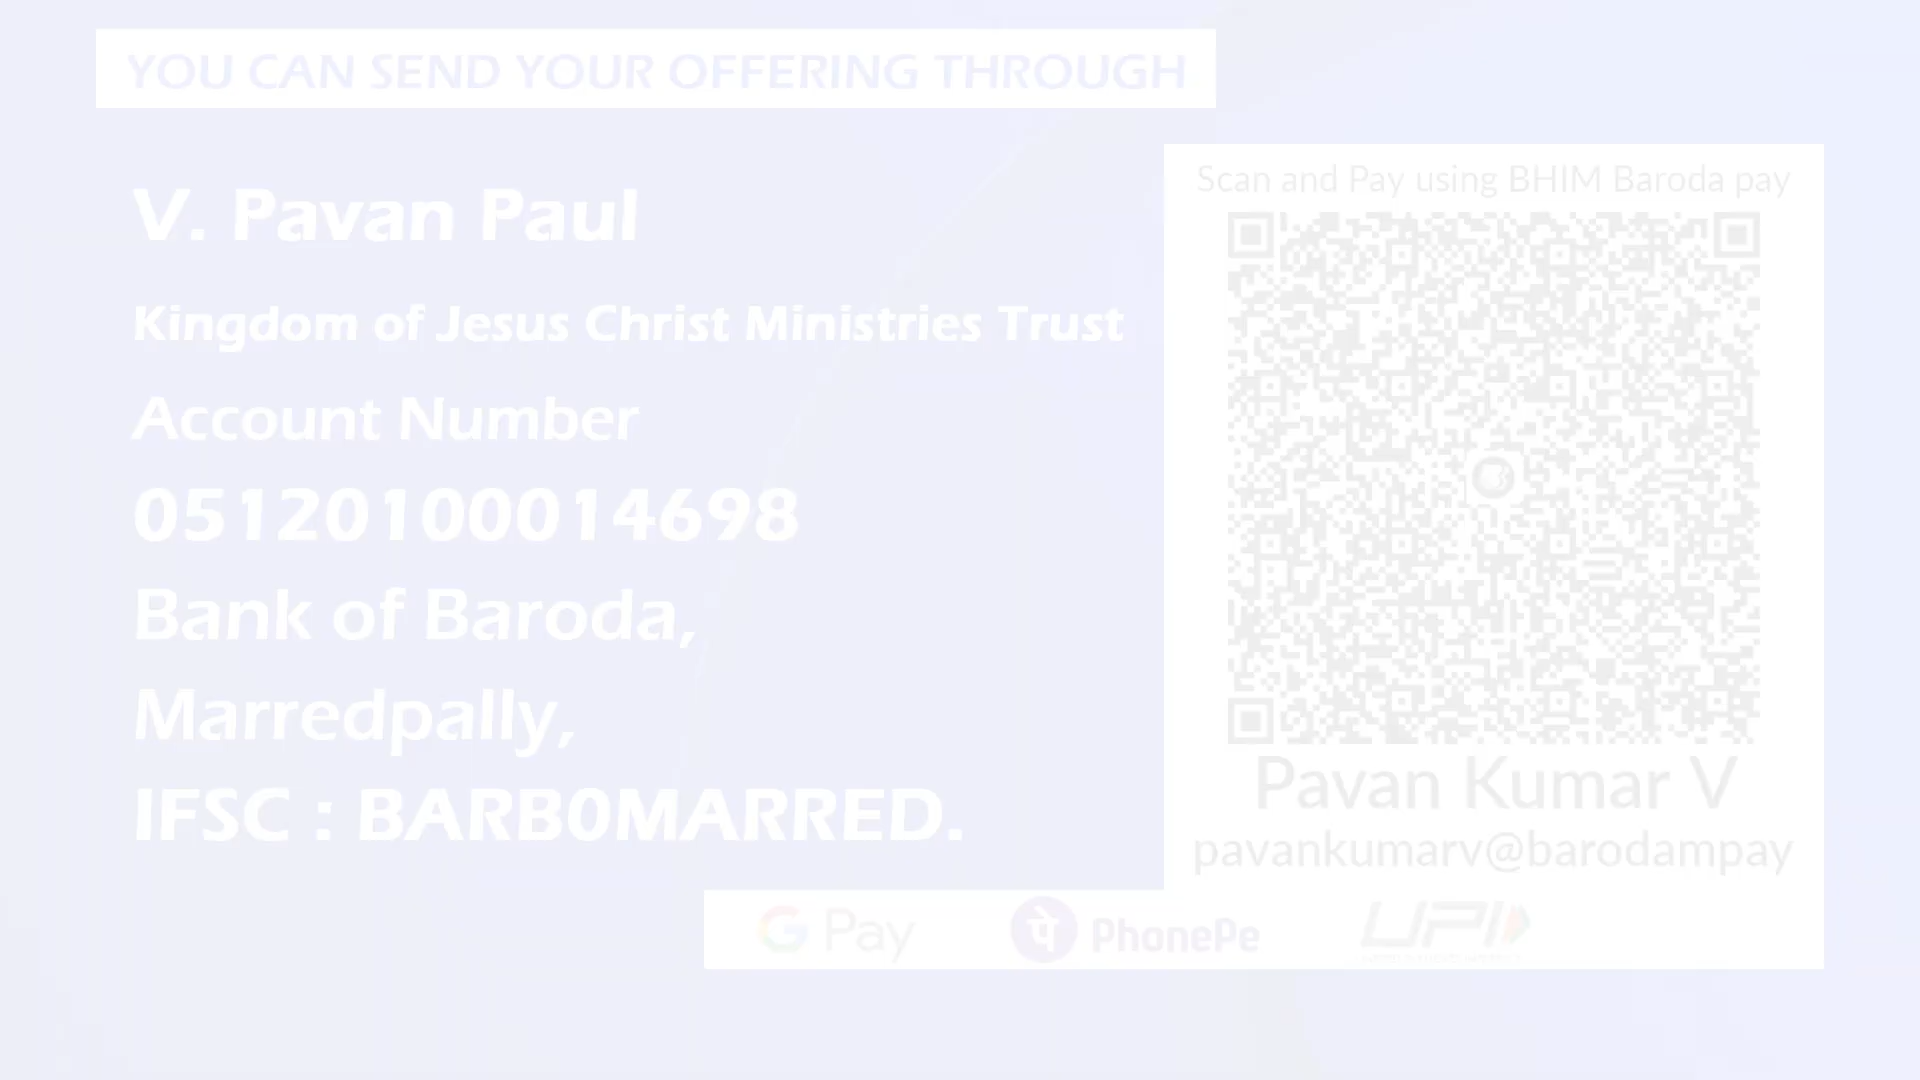 YOU CAN SEND YOUR OFFERING THROUGH
V. Pavan Paul
Kingdom of Jesus Christ Ministries Trust
Account Number
05120100014698
Bank of Baroda,
Marredpally,
IFSC : BARB0MARRED.
Scan and Pay using BHIM Baroda pay
Pavan Kumar V
pavankumarv@barodampay
G Pay
पे PhonePe
UPI